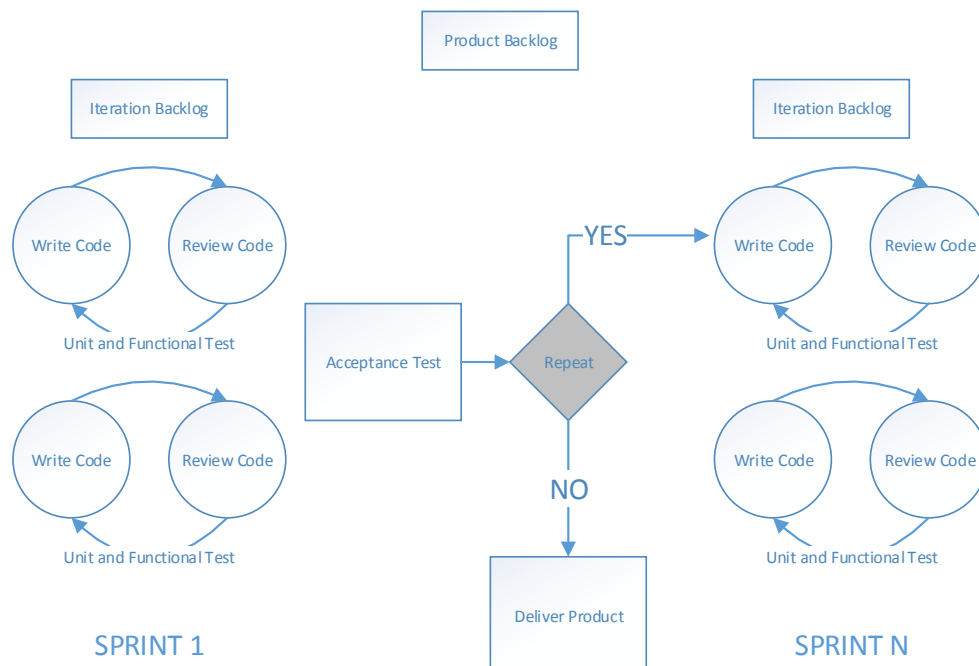 Product Backlog
Iteration Backlog
Iteration Backlog
Write Code
Review Code
YES
Write Code
Review Code
Unit and Functional Test
Acceptance Test
Repeat
Unit and Functional Test
Write Code
Review Code
Write Code
Review Code
NO
Unit and Functional Test
Unit and Functional Test
Deliver Product
SPRINT 1
SPRINT N